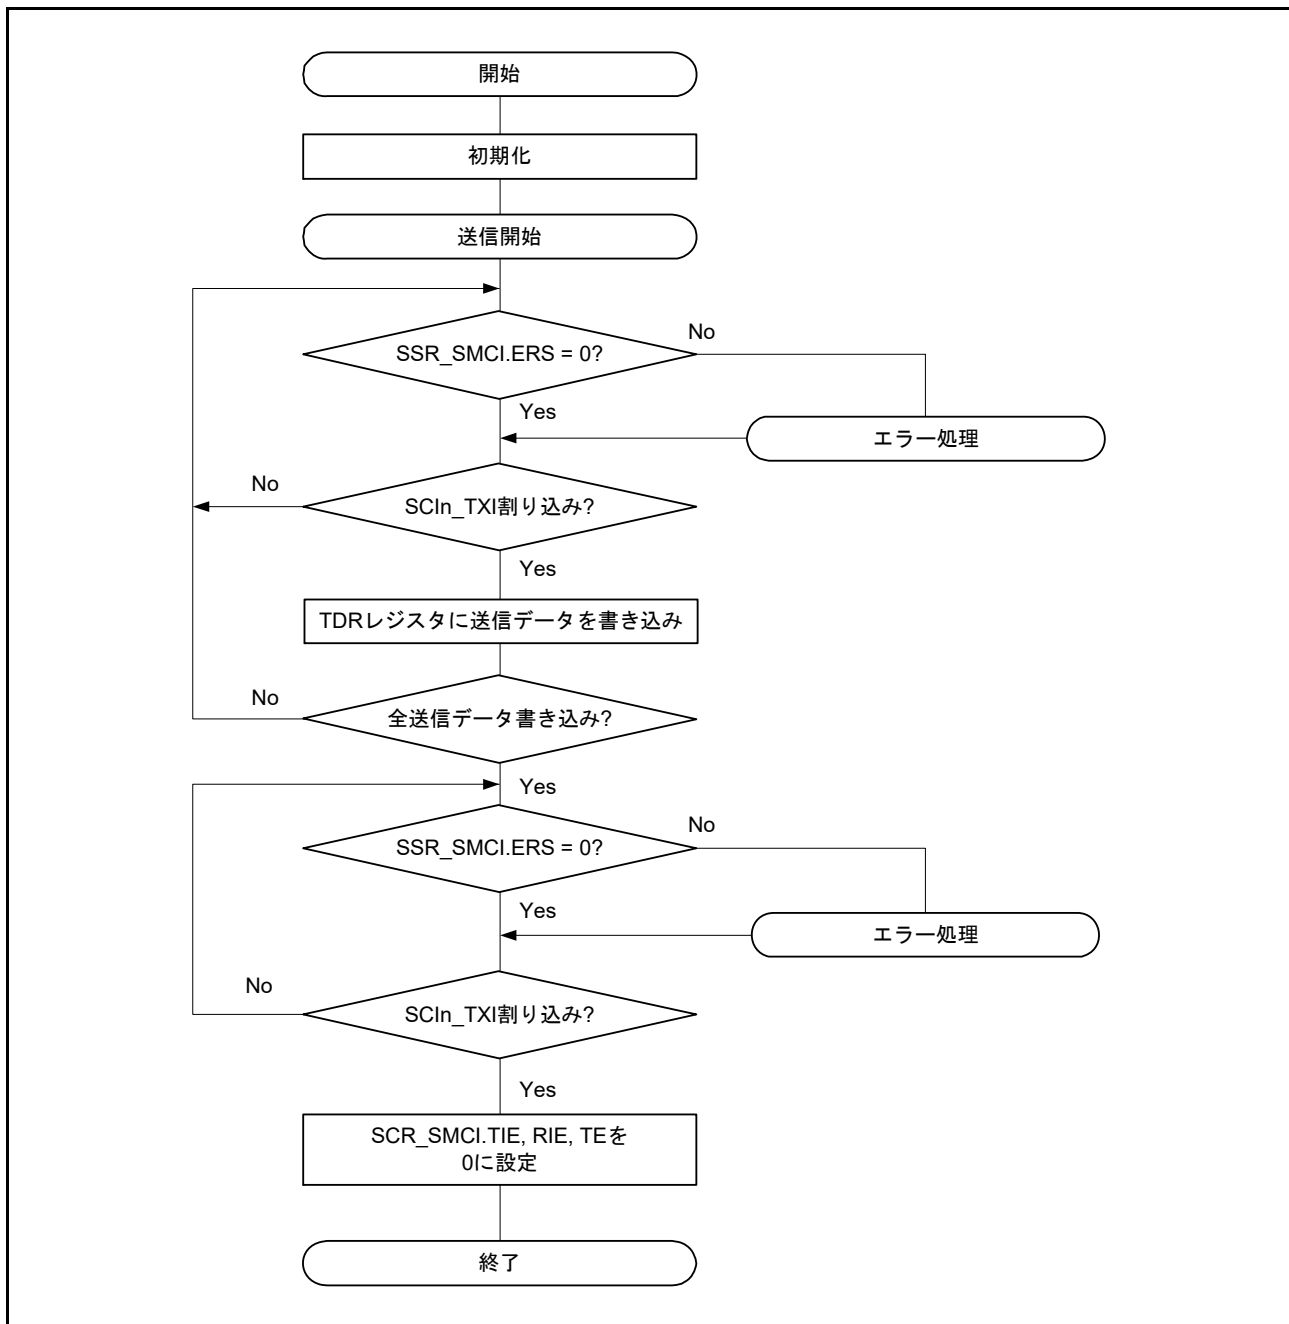 開始
初期化
送信開始
SSR_SMCI.ERS = 0?
No
Yes
エラー処理
No
SCIn_TXI割り込み?
Yes
TDRレジスタに送信データを書き込み
No
全送信データ書き込み?
Yes
SSR_SMCI.ERS = 0?
No
Yes
エラー処理
No
SCIn_TXI割り込み?
Yes
SCR_SMCI.TIE, RIE, TEを
0に設定
終了